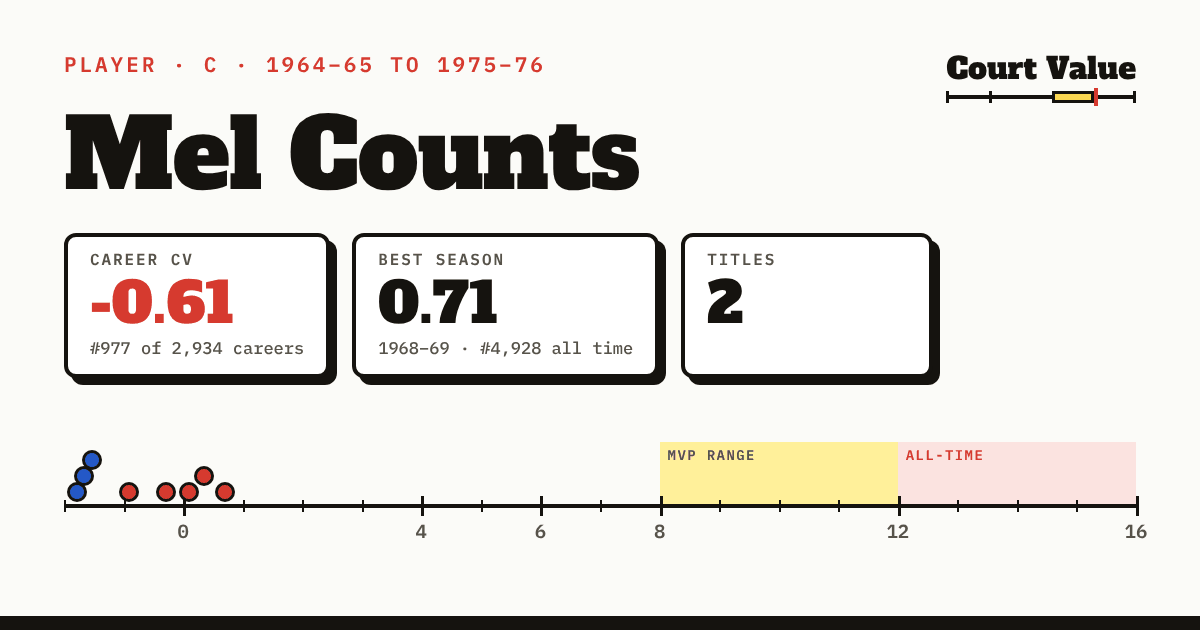 PLAYER · C · 1964–65 TO 1975–76
Court Value
Mel Counts
CAREER CV
-0.61
#977 of 2,934 careers
BEST SEASON
0.71
1968–69 · #4,928 all time
TITLES
2
MVP RANGE
ALL-TIME
0 4 6 8 12 16